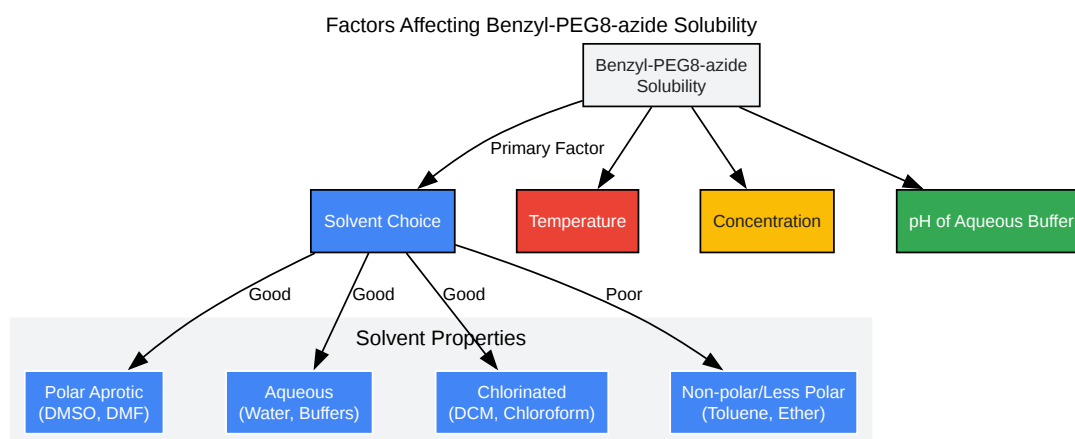 Factors Affecting Benzyl-PEG8-azide Solubility
Benzyl-PEG8-azide
Solubility
Primary Factor
Solvent Choice
Temperature
Concentration
pH of Aqueous Buffer
Good
Good
Good
Poor
Solvent Properties
Polar Aprotic
(DMSO, DMF)
Aqueous
(Water, Buffers)
Chlorinated
(DCM, Chloroform)
Non-polar/Less Polar
(Toluene, Ether)